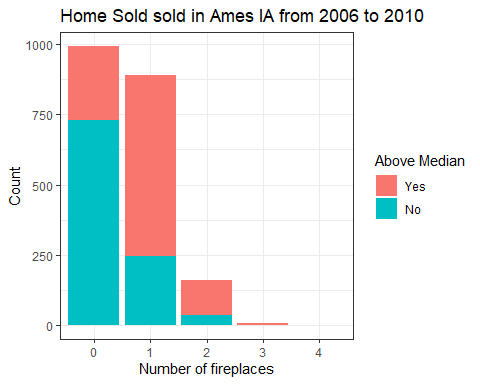 Home Sold sold in Ames IA from 2006 to 2010
1000
750
500
250
0
Count
0 1 2 3 4
Number of fireplaces
Above Median
Yes
No